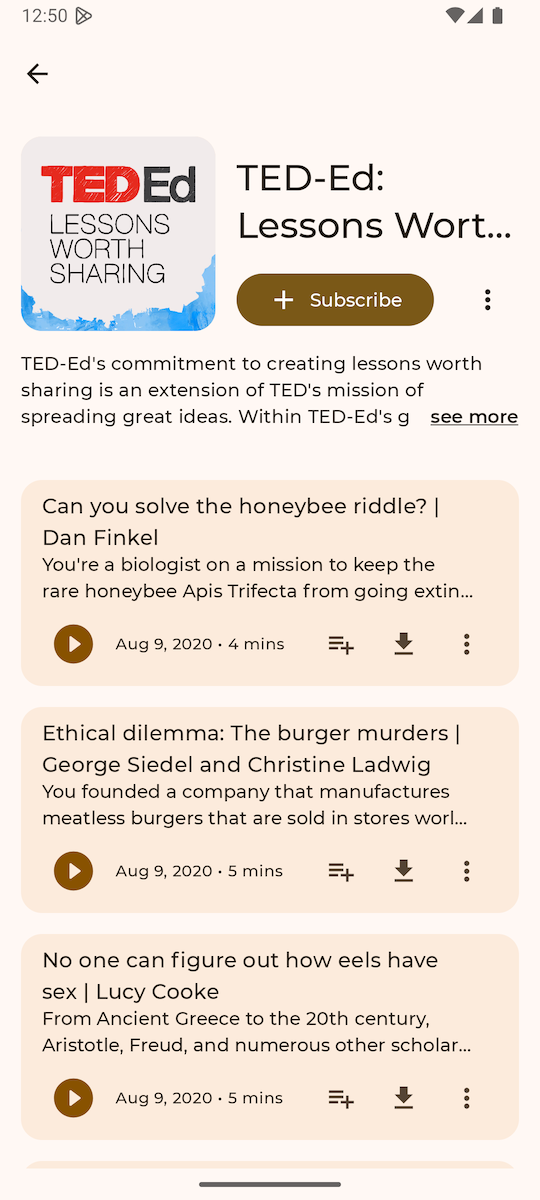 12:50
TEDEd
LESSONS
WORTH
SHARING
TED-Ed:
Lessons Wort...
Subscribe
TED-Ed's commitment to creating lessons worth
sharing is an extension of TED's mission of
spreading great ideas. Within TED-Ed's g see more
Can you solve the honeybee riddle? |
Dan Finkel
You're a biologist on a mission to keep the
rare honeybee Apis Trifecta from going extin...
Aug 9, 2020 • 4 mins
Ethical dilemma: The burger murders |
George Siedel and Christine Ladwig
You founded a company that manufactures
meatless burgers that are sold in stores worl...
Aug 9, 2020 • 5 mins
No one can figure out how eels have
sex | Lucy Cooke
From Ancient Greece to the 20th century,
Aristotle, Freud, and numerous other scholar...
Aug 9, 2020 • 5 mins